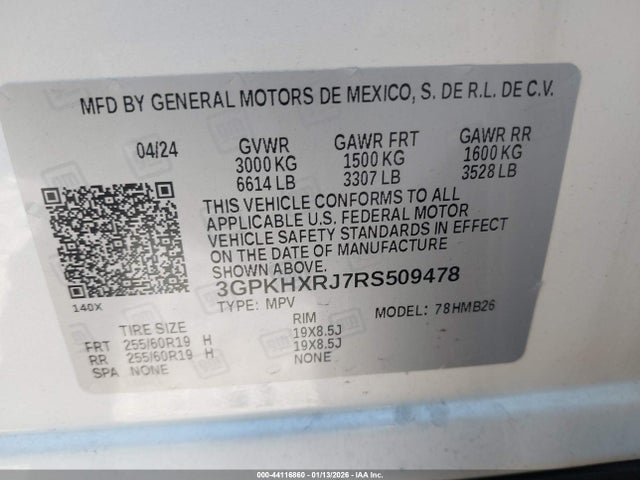 MFD BY GENERAL MOTORS DE MEXICO, S. DE R.L. DE C.V.
04/24 GVWR GAWR FRT GAWR RR
3000 KG 1500 KG 1600 KG
6614 LB 3307 LB 3528 LB
THIS VEHICLE CONFORMS TO ALL
APPLICABLE U.S. FEDERAL MOTOR
VEHICLE SAFETY STANDARDS IN EFFECT
ON THE DATE OF MANUFACTURE
SHOWN ABOVE.
3GPKHXRJ7RS509478
140X TYPE: MPV MODEL: 78HMB26
TIRE SIZE RIM
FRT 255/60R19 H 19X8.5J
RR 255/60R19 H 19X8.5J
SPA NONE NONE
000-44116860 - 01/13/2026 - IAA Inc.